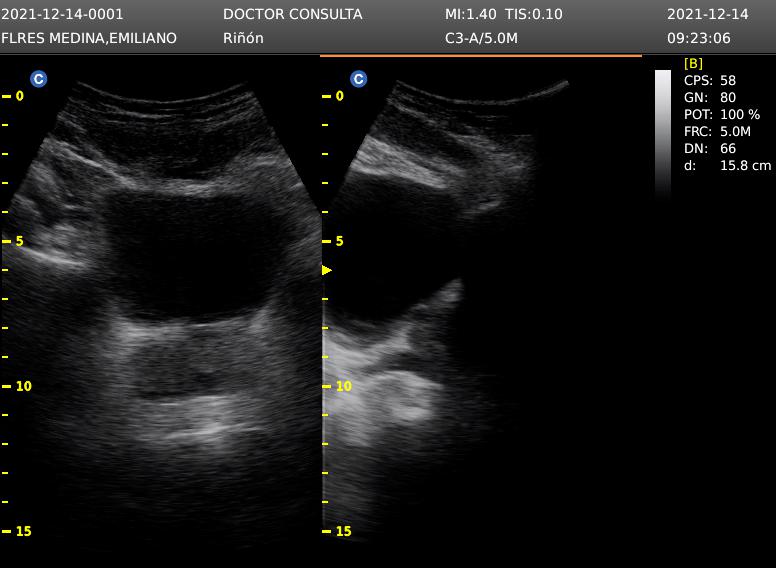 2021-12-14-0001 DOCTOR CONSULTA MI:1.40 TIS:0.10 2021-12-14
FLRES MEDINA,EMILIANO Riñón C3-A/5.0M 09:23:06
C
0
5
10
15
C
0
5
10
15
[B]
CPS: 58
GN: 80
POT: 100 %
FRC: 5.0M
DN: 66
d: 15.8 cm